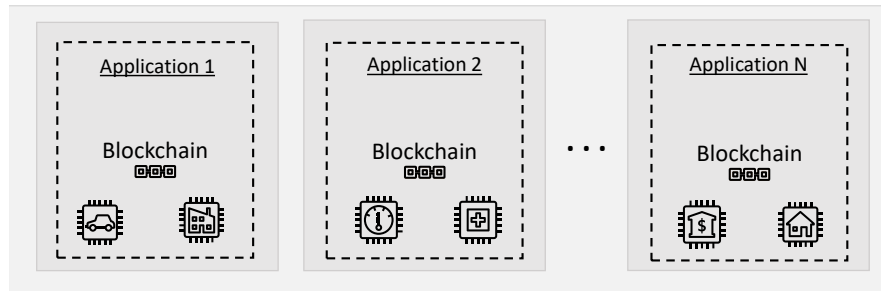 Application 1
Blockchain
Application 2
Blockchain
...
Application N
Blockchain
$